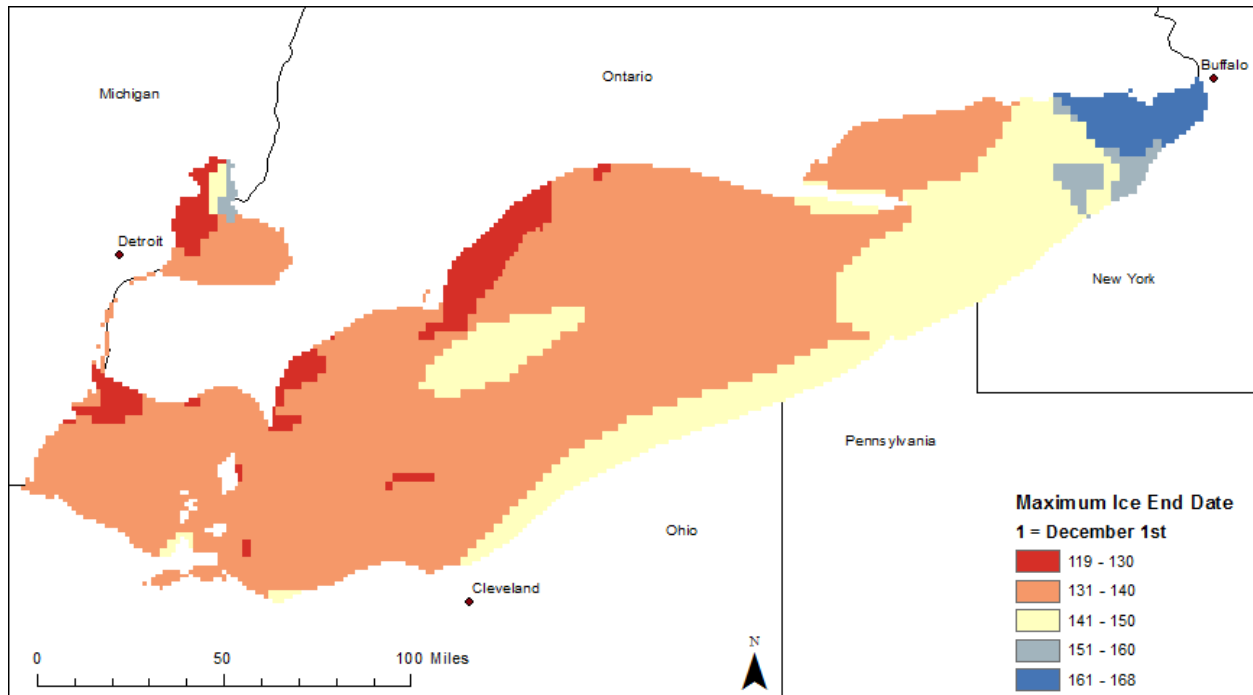 Buffalo
Ontario
Michigan
Detroit
New York
Pennsylvania
Ohio
Cleveland
Maximum Ice End Date
1 = December 1st
119 - 130
131 - 140
141 - 150
151 - 160
161 - 168
N
0 50 100 Miles